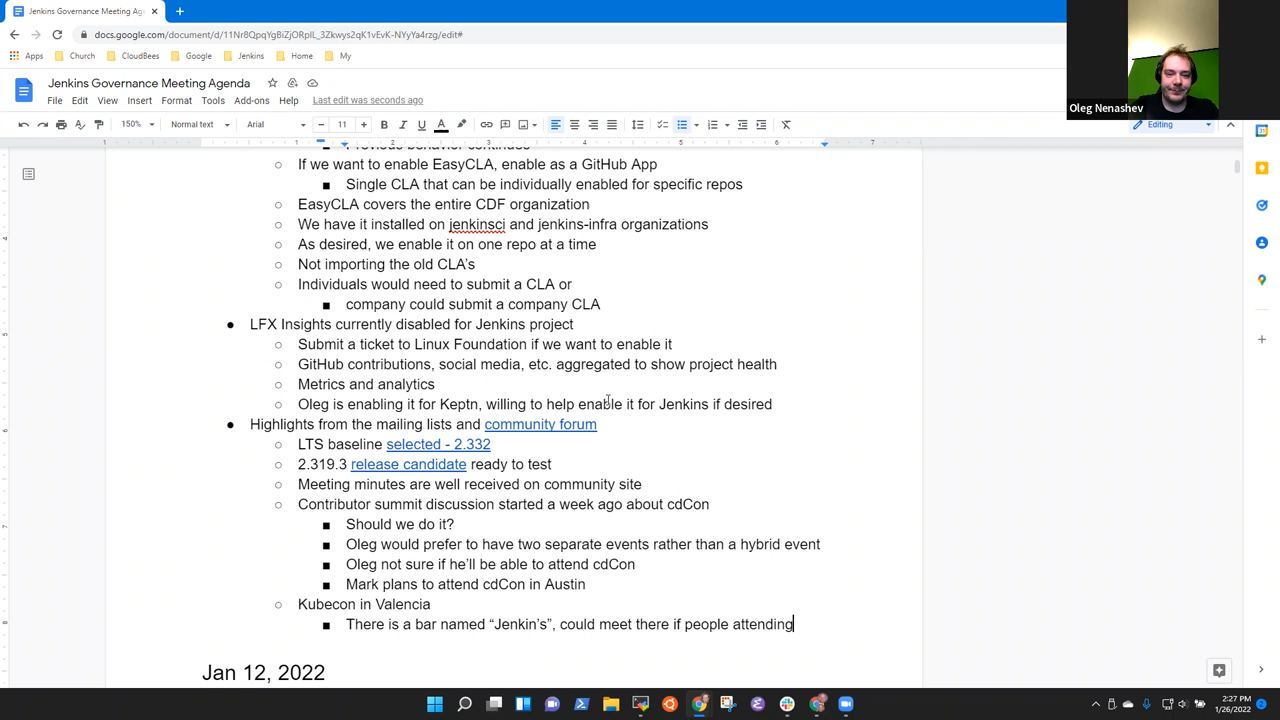 Jenkins Governance Meeting Ag
docs.google.com/document/d/11Nr8QpqYgBiZjORpIL_3Zkwys2qK1vEvK-NYyYa4rzg/edit#
Apps Church CloudBees Google Jenkins Home My
Jenkins Governance Meeting Agenda
File Edit View Insert Format Tools Add-ons Help Last edit was seconds ago
150% Normal text Arial 11 Editing
Oleg Nenashev
1 1 2 3 4 5 6 7
Previous behavior continues
○ If we want to enable EasyCLA, enable as a GitHub App
■ Single CLA that can be individually enabled for specific repos
○ EasyCLA covers the entire CDF organization
○ We have it installed on jenkinsci and jenkins-infra organizations
○ As desired, we enable it on one repo at a time
○ Not importing the old CLA’s
○ Individuals would need to submit a CLA or
■ company could submit a company CLA
● LFX Insights currently disabled for Jenkins project
○ Submit a ticket to Linux Foundation if we want to enable it
○ GitHub contributions, social media, etc. aggregated to show project health
○ Metrics and analytics
○ Oleg is enabling it for Keptn, willing to help enable it for Jenkins if desired
● Highlights from the mailing lists and community forum
○ LTS baseline selected - 2.332
○ 2.319.3 release candidate ready to test
○ Meeting minutes are well received on community site
○ Contributor summit discussion started a week ago about cdCon
■ Should we do it?
■ Oleg would prefer to have two separate events rather than a hybrid event
■ Oleg not sure if he’ll be able to attend cdCon
■ Mark plans to attend cdCon in Austin
○ Kubecon in Valencia
■ There is a bar named “Jenkin’s”, could meet there if people attending
Jan 12, 2022
2:27 PM
1/26/2022